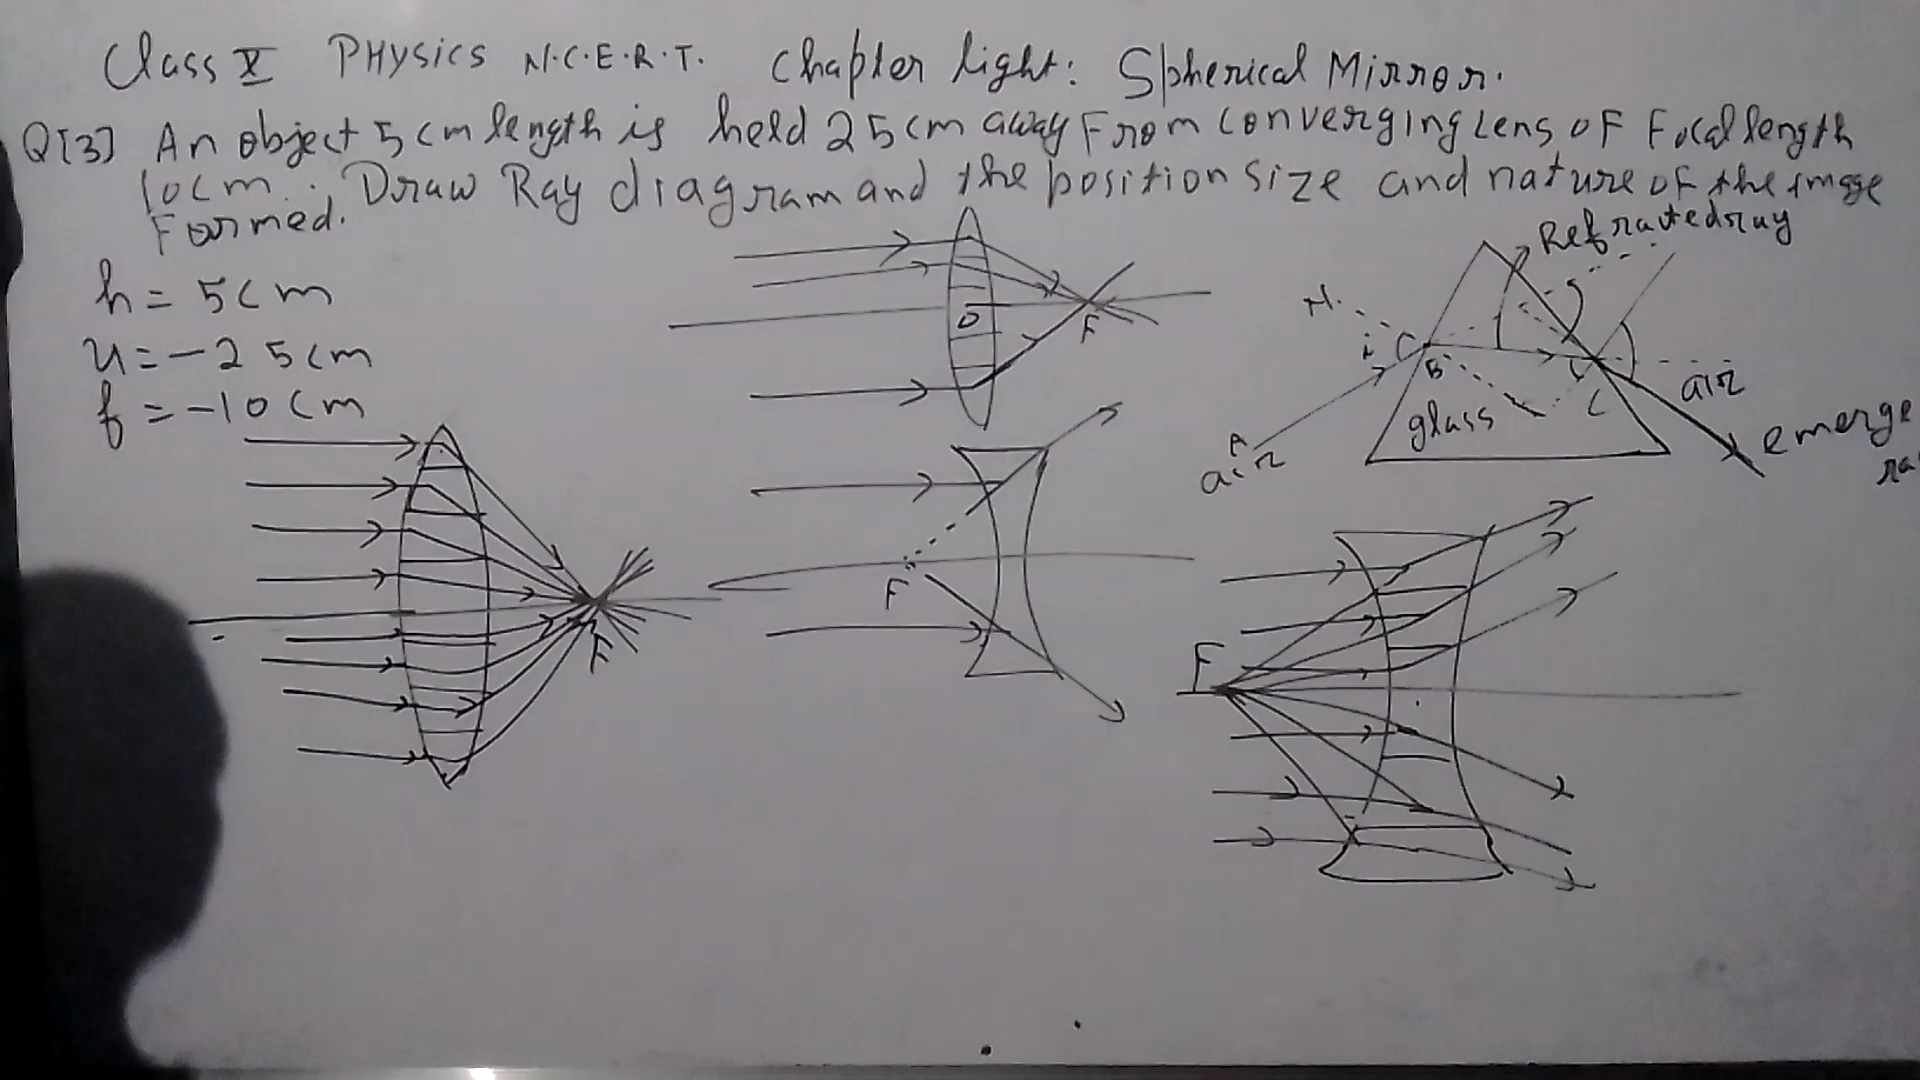 Class X PHysics N.C.E.R.T. Chapter light: Spherical Mirror.
Q[3] An object 5cm length is held 25cm away From converging Lens of Focal length
10cm. Draw Ray diagram and the position size and nature of the image
Formed.
h = 5cm
u = -25cm
f = -10cm
O
F
Refractedray
N.
i
B
C
glass
air
A
air
emerge
ra
F
F
F